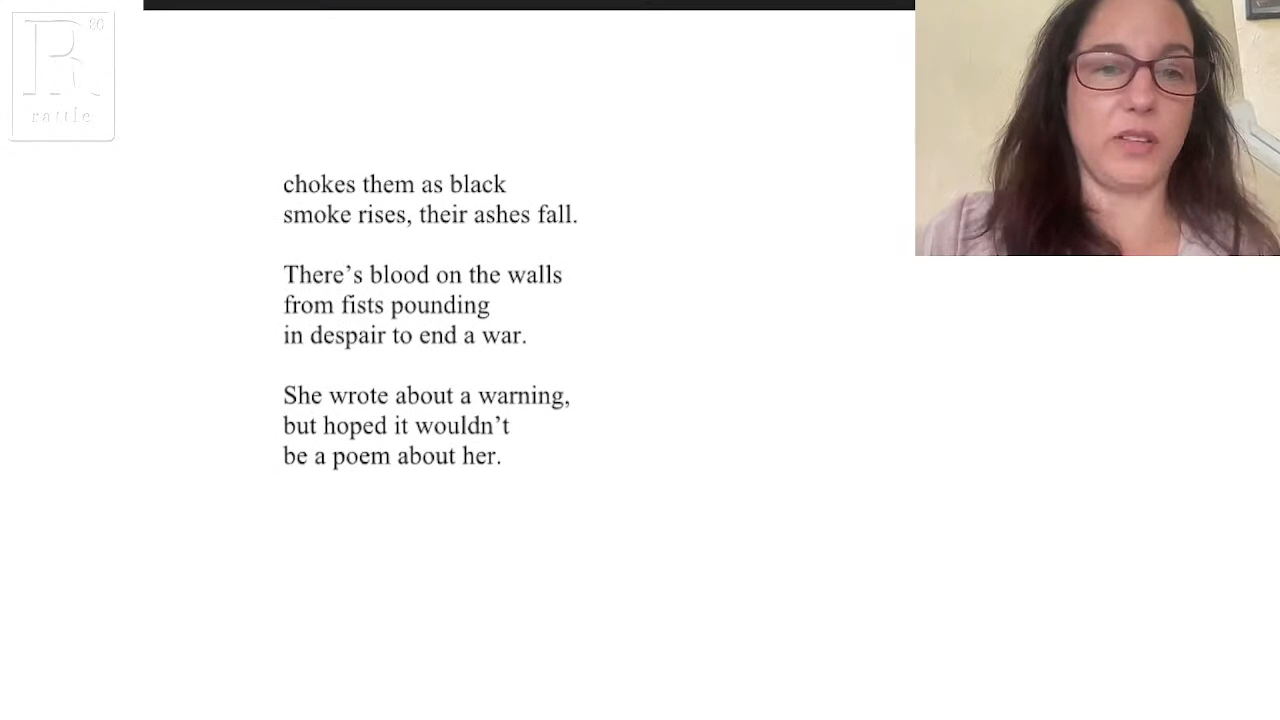 R
20
rattle
chokes them as black
smoke rises, their ashes fall.
There’s blood on the walls
from fists pounding
in despair to end a war.
She wrote about a warning,
but hoped it wouldn’t
be a poem about her.